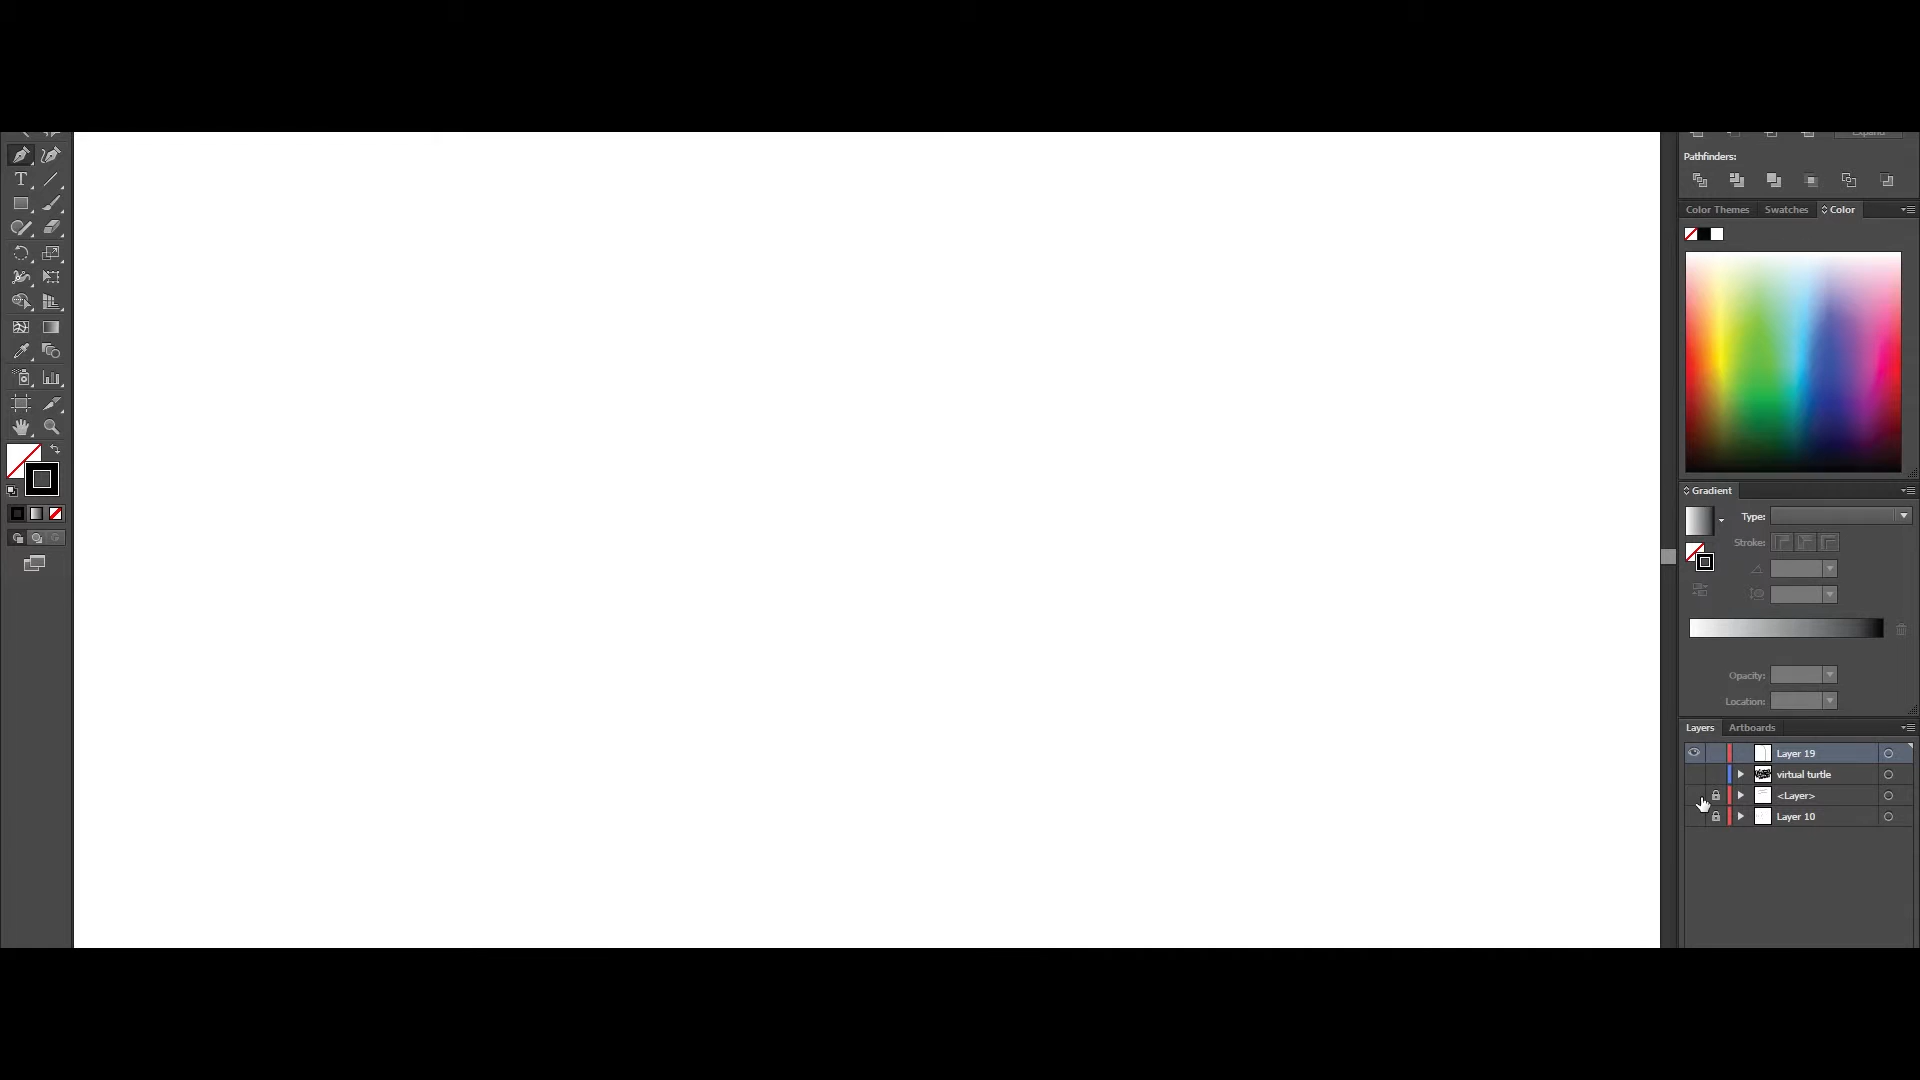 Expand
Pathfinders:
Color Themes Swatches Color
Gradient
Type:
Stroke:
Opacity:
Location:
Layers Artboards
Layer 19
virtual turtle
<Layer>
Layer 10